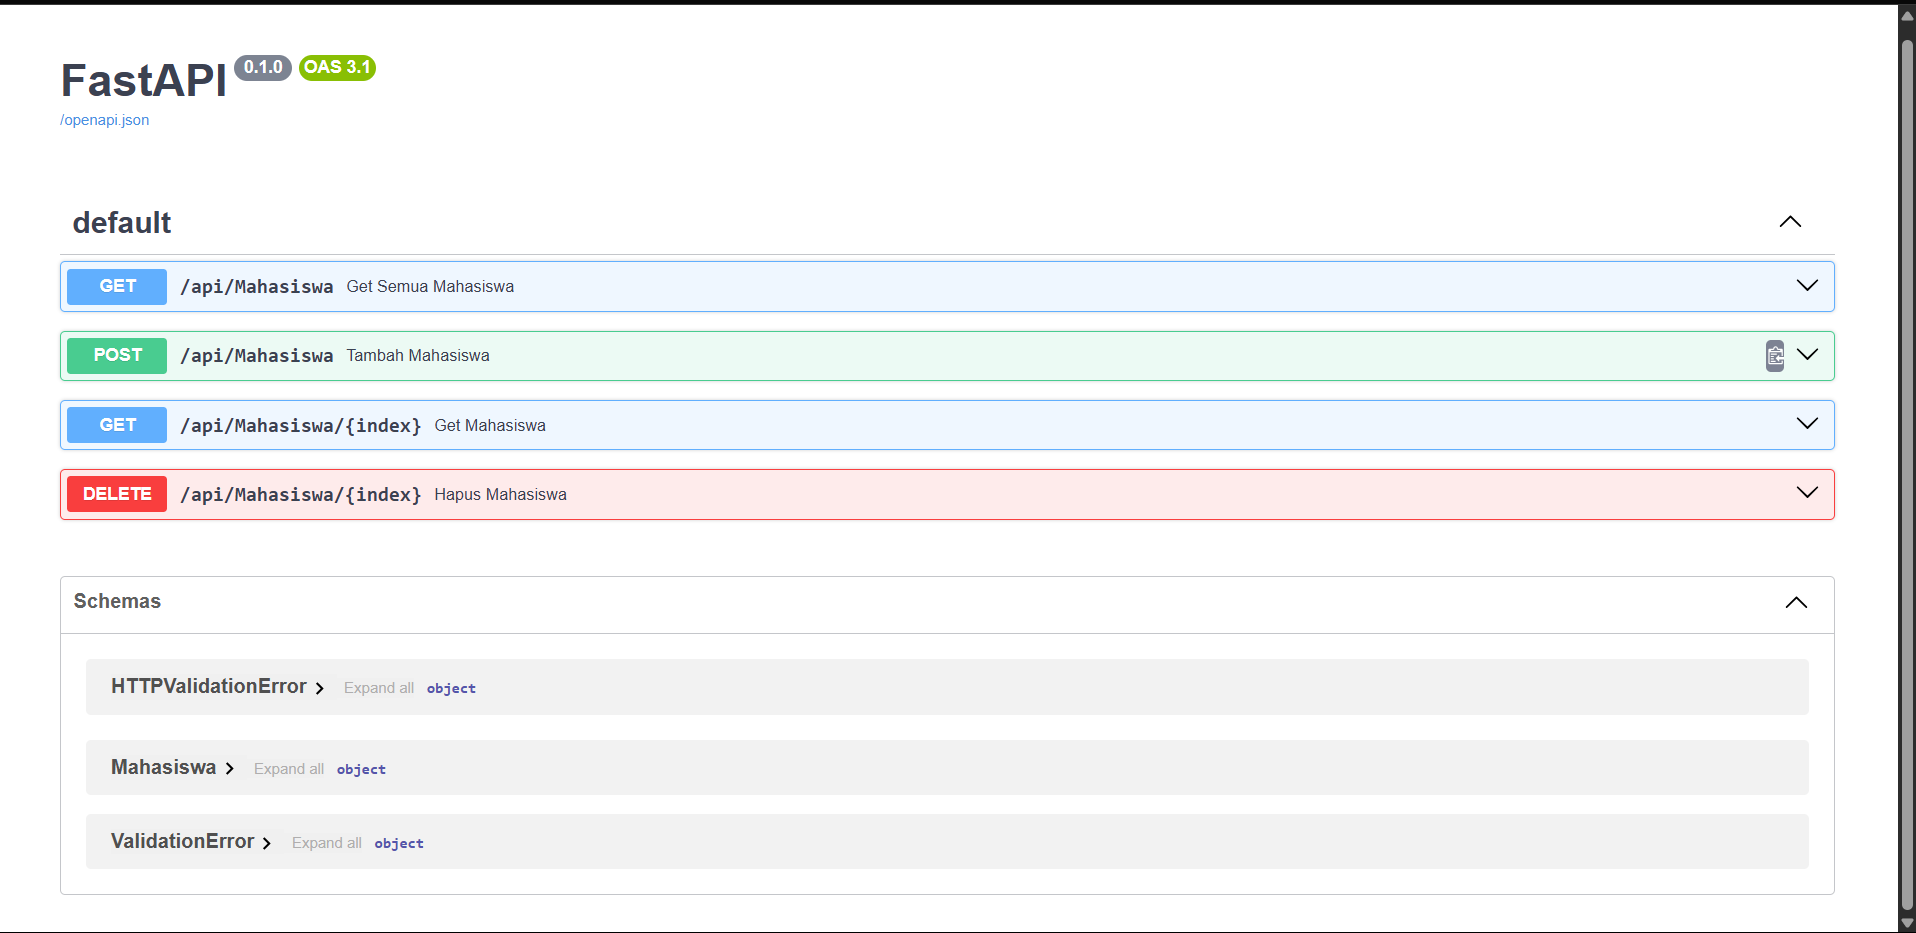 FastAPI 0.1.0 OAS 3.1
/openapi.json
default
GET /api/Mahasiswa Get Semua Mahasiswa
POST /api/Mahasiswa Tambah Mahasiswa
GET /api/Mahasiswa/{index} Get Mahasiswa
DELETE /api/Mahasiswa/{index} Hapus Mahasiswa
Schemas
HTTPValidationError Expand all object
Mahasiswa Expand all object
ValidationError Expand all object